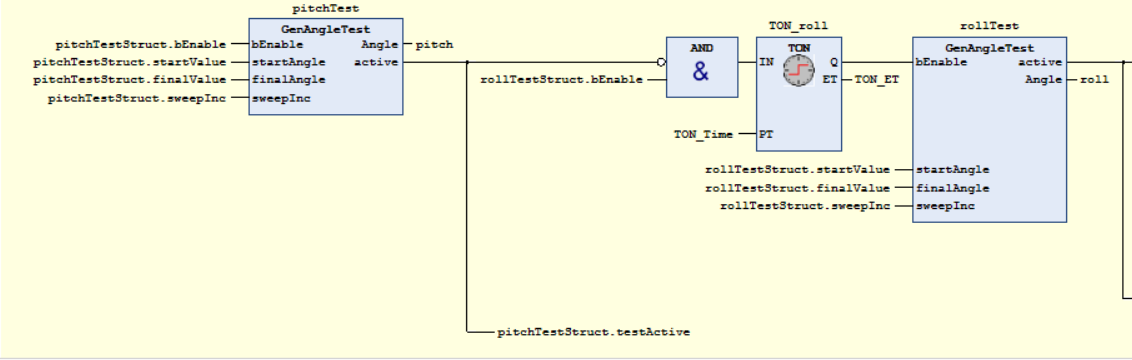 pitchTest
GenAngleTest
pitchTestStruct.bEnable bEnable Angle pitch
pitchTestStruct.startValue startAngle active
pitchTestStruct.finalValue finalAngle
pitchTestStruct.sweepInc sweepInc
AND
&
rollTestStruct.bEnable
TON_roll
TON
IN Q
ET TON_ET
TON_Time PT
rollTest
GenAngleTest
bEnable active
Angle roll
rollTestStruct.startValue startAngle
rollTestStruct.finalValue finalAngle
rollTestStruct.sweepInc sweepInc
pitchTestStruct.testActive